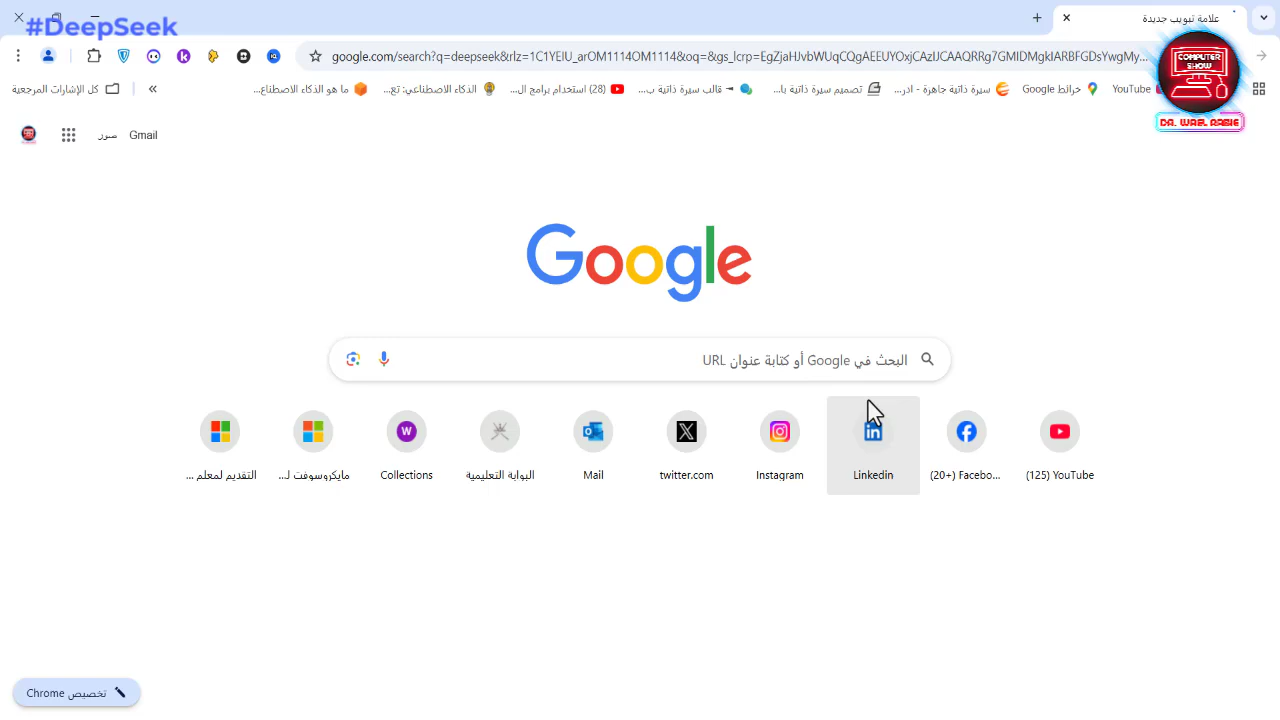 #DeepSeek
علامة تبويب جديدة
google.com/search?q=deepseek&rlz=1C1YEIU_arOM1114OM1114&oq=&gs_lcrp=EgZjaHJvbWUqCQgAEEUYOxjCAzIJCAAQRRg7GMIDMgkIARBFGDsYwgMy...
COMPUTER
SHOW
DR. WAEL RABIE
YouTube
خرائط Google
سيرة ذاتية جاهزة - ادر...
تصميم سيرة ذاتية با...
◄ قالب سيرة ذاتية ب...
(28) استخدام برامج ال...
الذكاء الاصطناعي: تع...
ما هو الذكاء الاصطناع...
»
كل الإشارات المرجعية
Gmail
صور
Google
البحث في Google أو كتابة عنوان URL
(125) YouTube
(20+) Facebo...
Linkedin
Instagram
twitter.com
Mail
البوابة التعليمية
Collections
مايكروسوفت لـ...
التقديم لمعلم ...
تخصيص Chrome